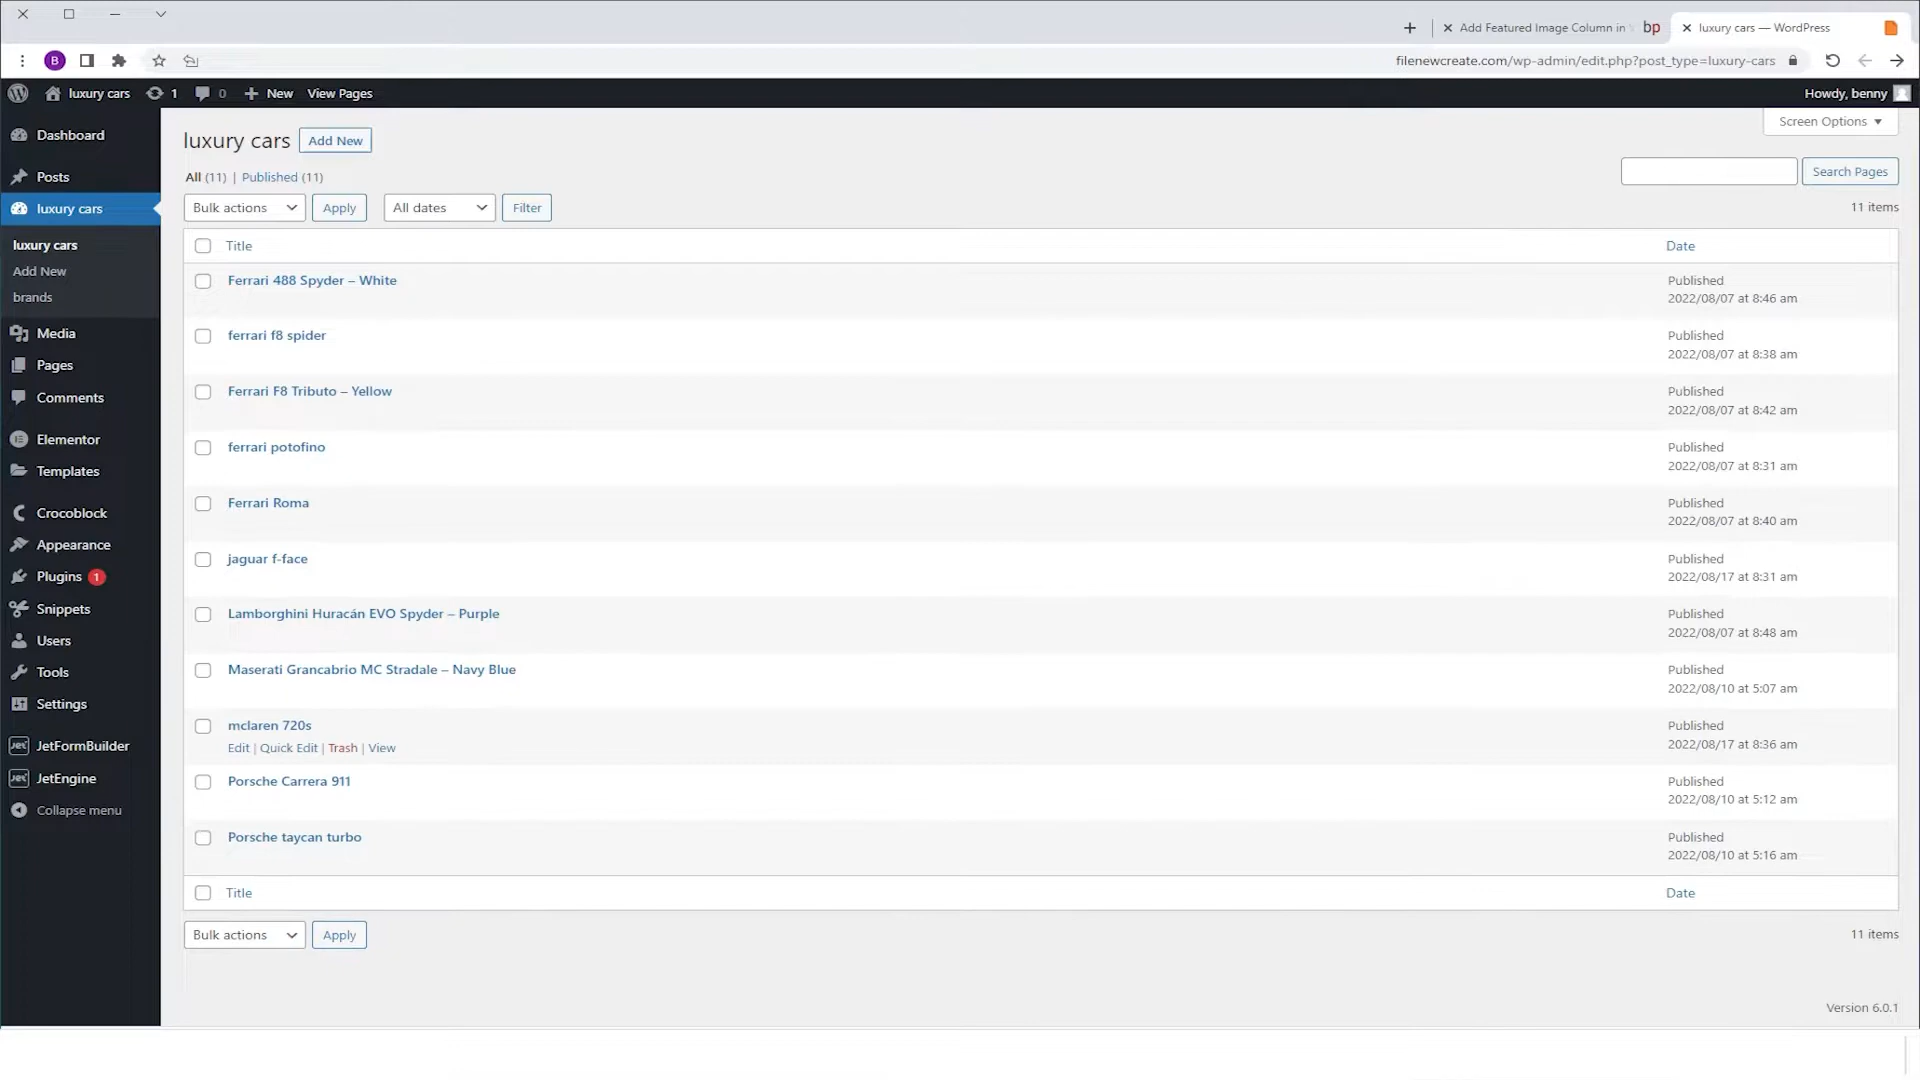 Add Featured Image Column in
bp
luxury cars — WordPress
B
filenewcreate.com/wp-admin/edit.php?post_type=luxury-cars
luxury cars
1
0
New
View Pages
Howdy, benny
Dashboard
Posts
luxury cars
luxury cars
Add New
brands
Media
Pages
Comments
Elementor
Templates
Crocoblock
Appearance
Plugins 1
Snippets
Users
Tools
Settings
JetFormBuilder
JetEngine
Collapse menu
luxury cars
Add New
Screen Options
All (11) | Published (11)
Search Pages
Bulk actions
Apply
All dates
Filter
11 items
Title
Date
Ferrari 488 Spyder – White
Published
2022/08/07 at 8:46 am
ferrari f8 spider
Published
2022/08/07 at 8:38 am
Ferrari F8 Tributo – Yellow
Published
2022/08/07 at 8:42 am
ferrari potofino
Published
2022/08/07 at 8:31 am
Ferrari Roma
Published
2022/08/07 at 8:40 am
jaguar f-face
Published
2022/08/17 at 8:31 am
Lamborghini Huracán EVO Spyder – Purple
Published
2022/08/07 at 8:48 am
Maserati Grancabrio MC Stradale – Navy Blue
Published
2022/08/10 at 5:07 am
mclaren 720s
Edit | Quick Edit | Trash | View
Published
2022/08/17 at 8:36 am
Porsche Carrera 911
Published
2022/08/10 at 5:12 am
Porsche taycan turbo
Published
2022/08/10 at 5:16 am
Title
Date
Bulk actions
Apply
11 items
Version 6.0.1